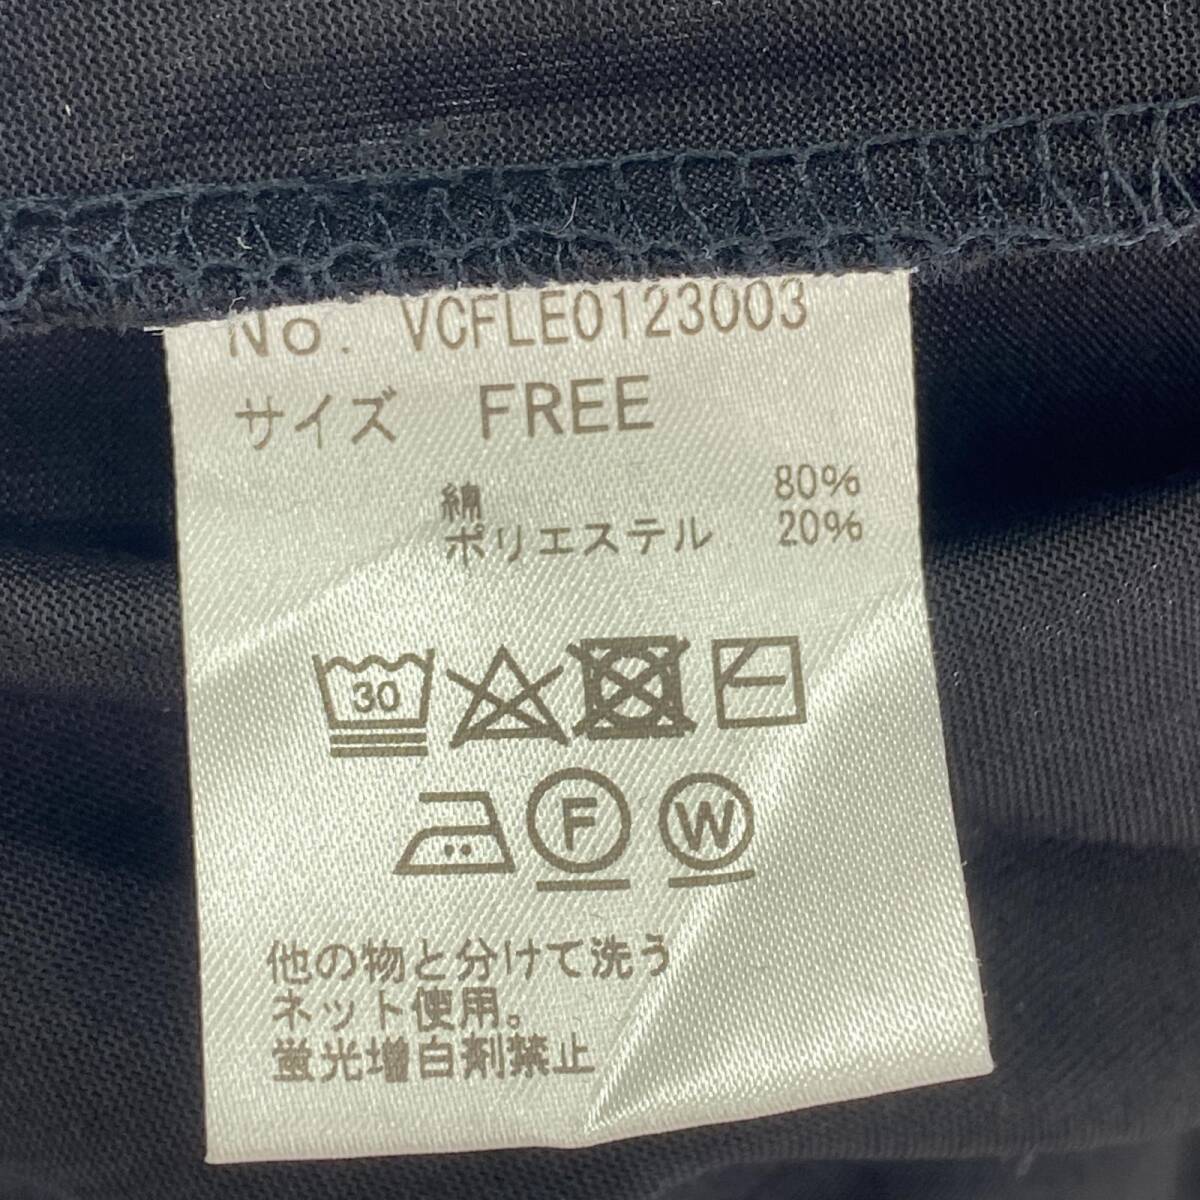 No. VCFLE0123003
サイズ FREE
綿 80%
ポリエステル 20%
30
F W
他の物と分けて洗う
ネット使用。
蛍光増白剤禁止